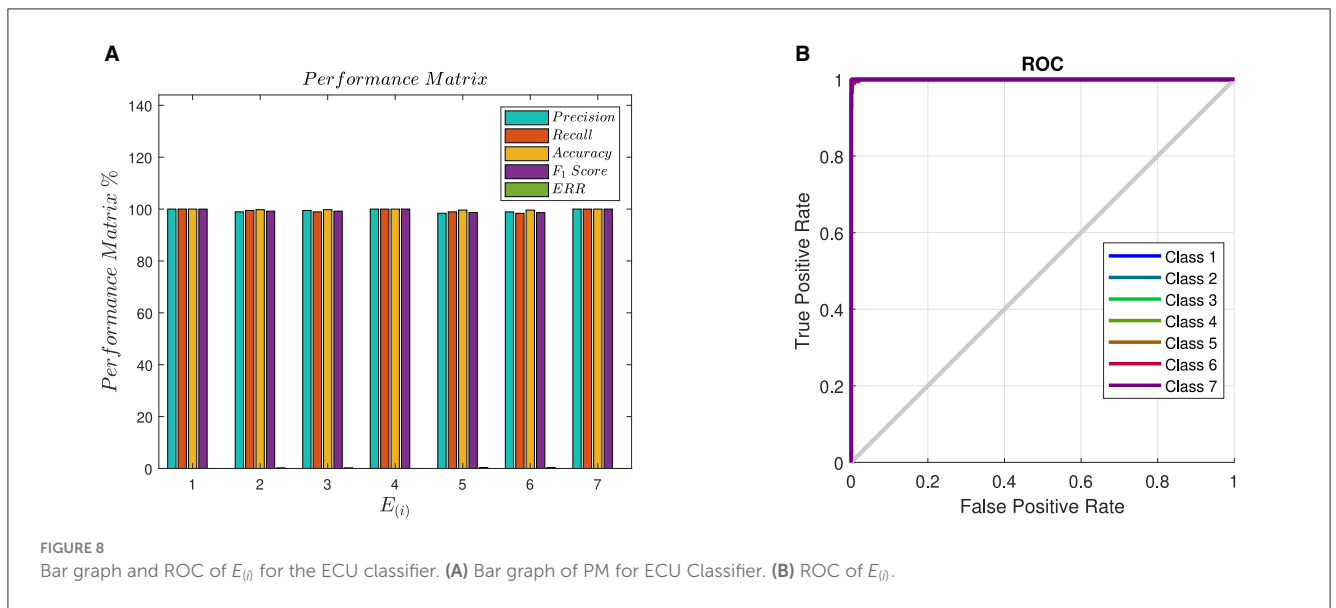 A
Performance Matrix
Performance Matrix %
140
120
100
80
60
40
20
0
Precision
Recall
Accuracy
F₁ Score
ERR
1 2 3 4 5 6 7
E₍ᵢ₎
B
ROC
True Positive Rate
1
0.8
0.6
0.4
0.2
0
Class 1
Class 2
Class 3
Class 4
Class 5
Class 6
Class 7
0 0.2 0.4 0.6 0.8 1
False Positive Rate
FIGURE 8
Bar graph and ROC of E₍ᵢ₎ for the ECU classifier. (A) Bar graph of PM for ECU Classifier. (B) ROC of E₍ᵢ₎.